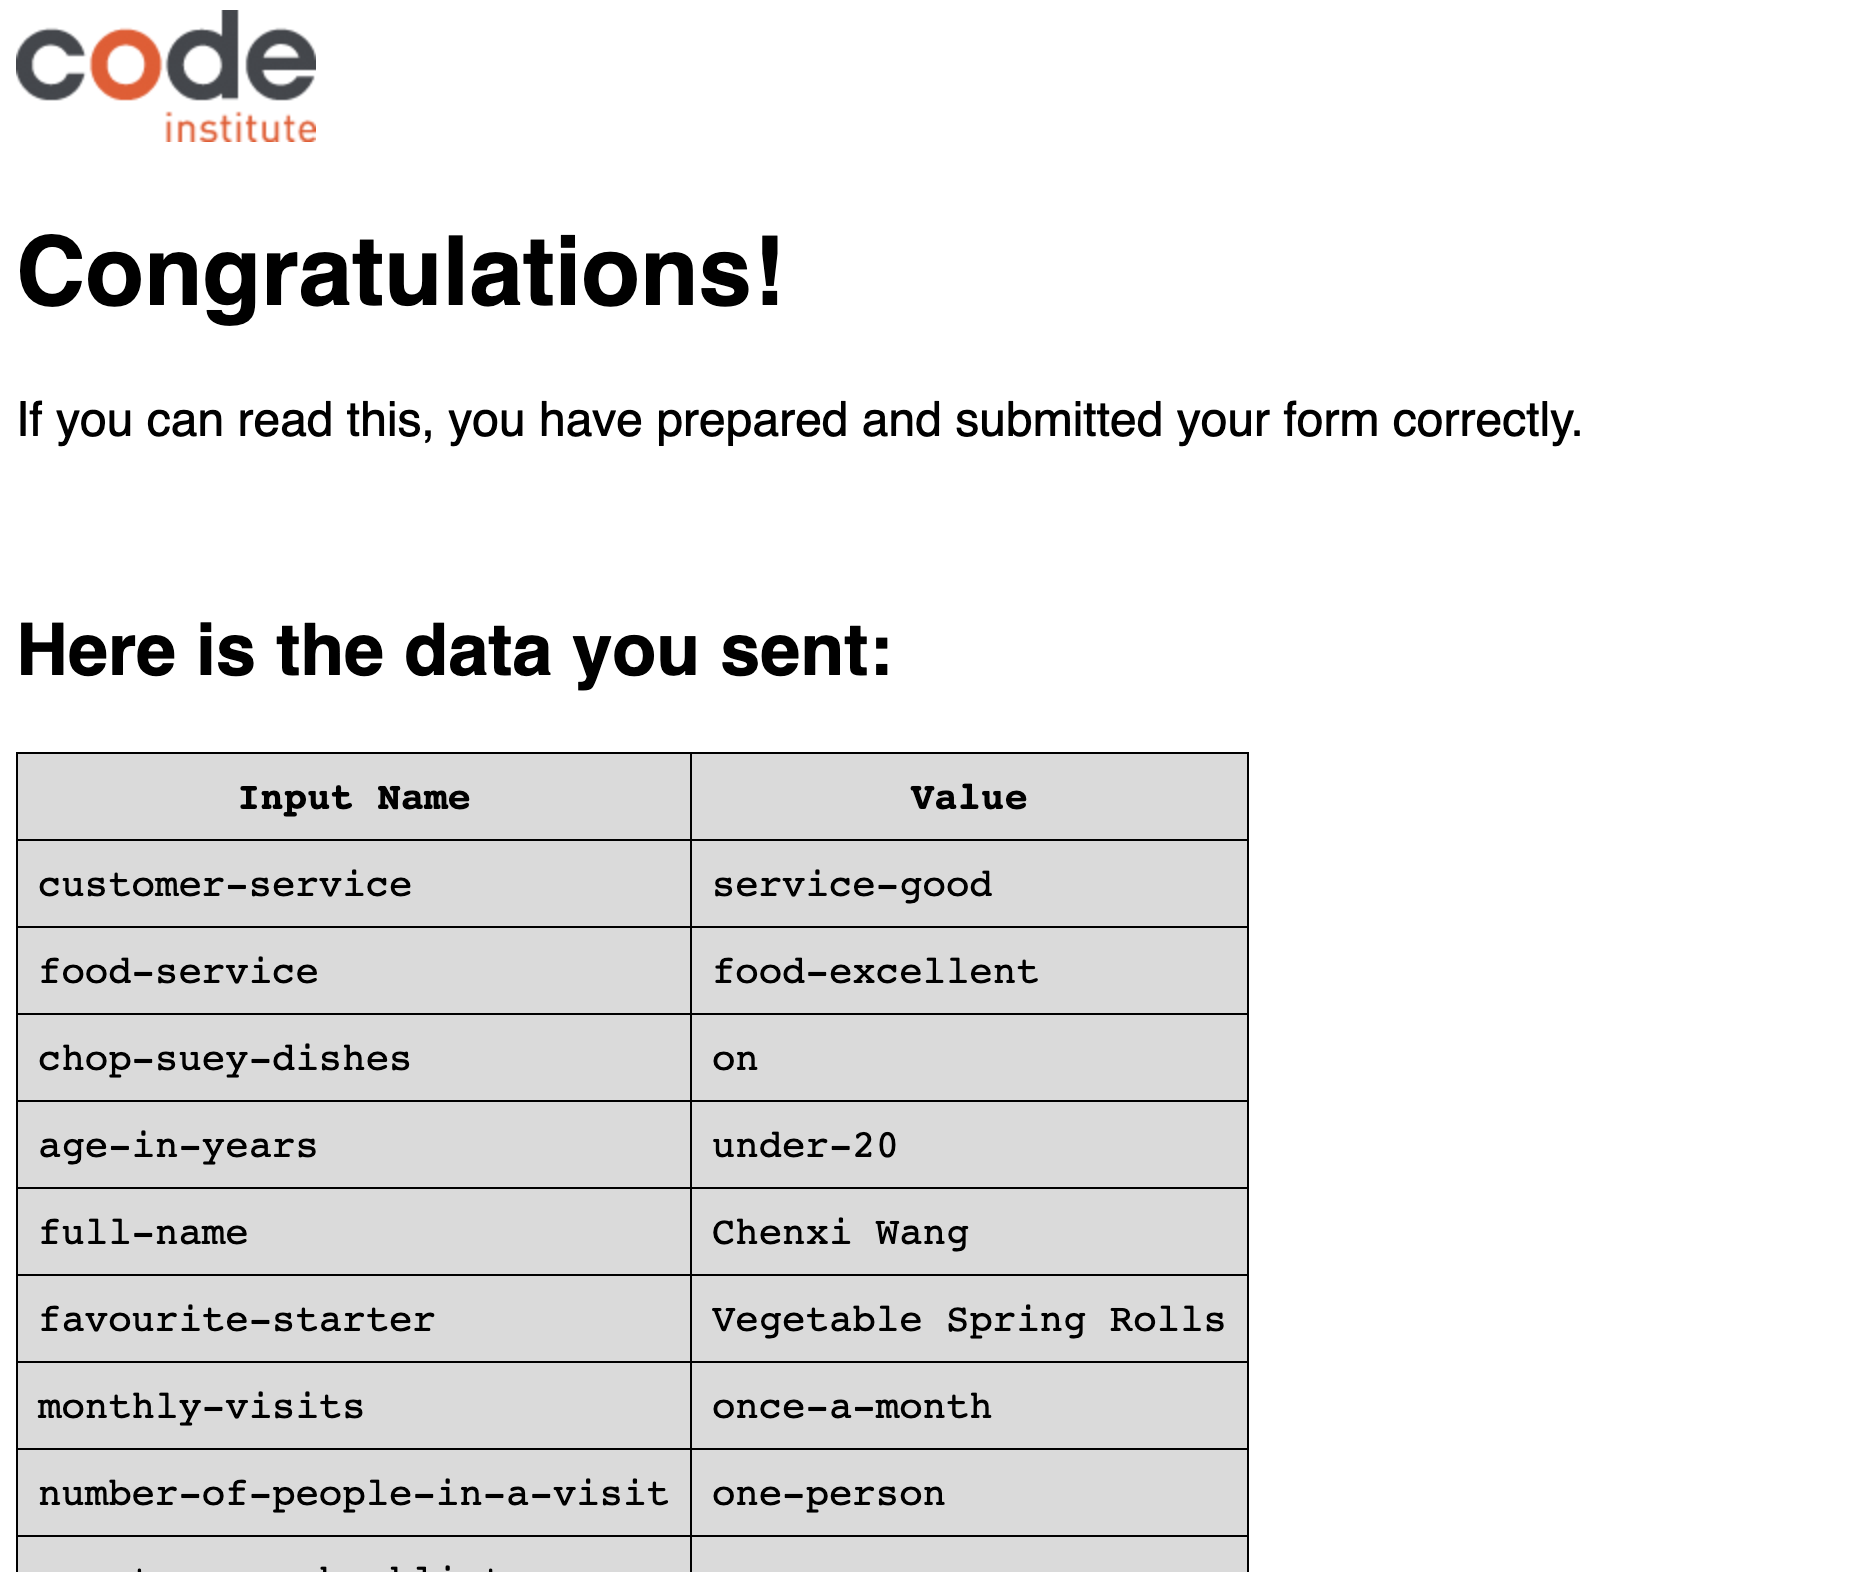 code
institute
Congratulations!
If you can read this, you have prepared and submitted your form correctly.
Here is the data you sent:
Input Name Value
customer-service service-good
food-service food-excellent
chop-suey-dishes on
age-in-years under-20
full-name Chenxi Wang
favourite-starter Vegetable Spring Rolls
monthly-visits once-a-month
number-of-people-in-a-visit one-person